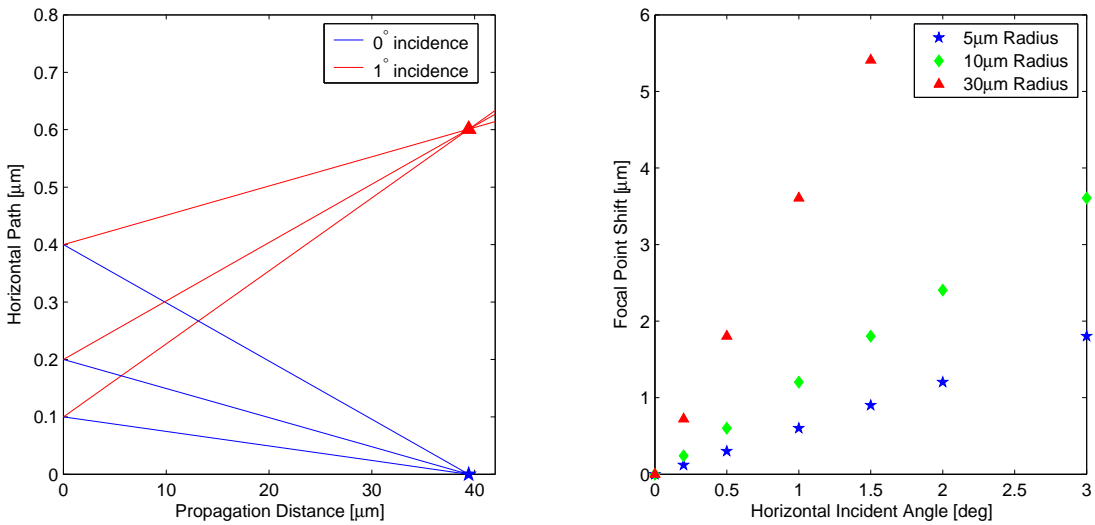 0.8
0.7
0.6
0.5
0.4
0.3
0.2
0.1
0
Horizontal Path [μm]
0 10 20 30 40
Propagation Distance [μm]
0° incidence
1° incidence
6
5
4
3
2
1
0
Focal Point Shift [μm]
0 0.5 1 1.5 2 2.5 3
Horizontal Incident Angle [deg]
5μm Radius
10μm Radius
30μm Radius